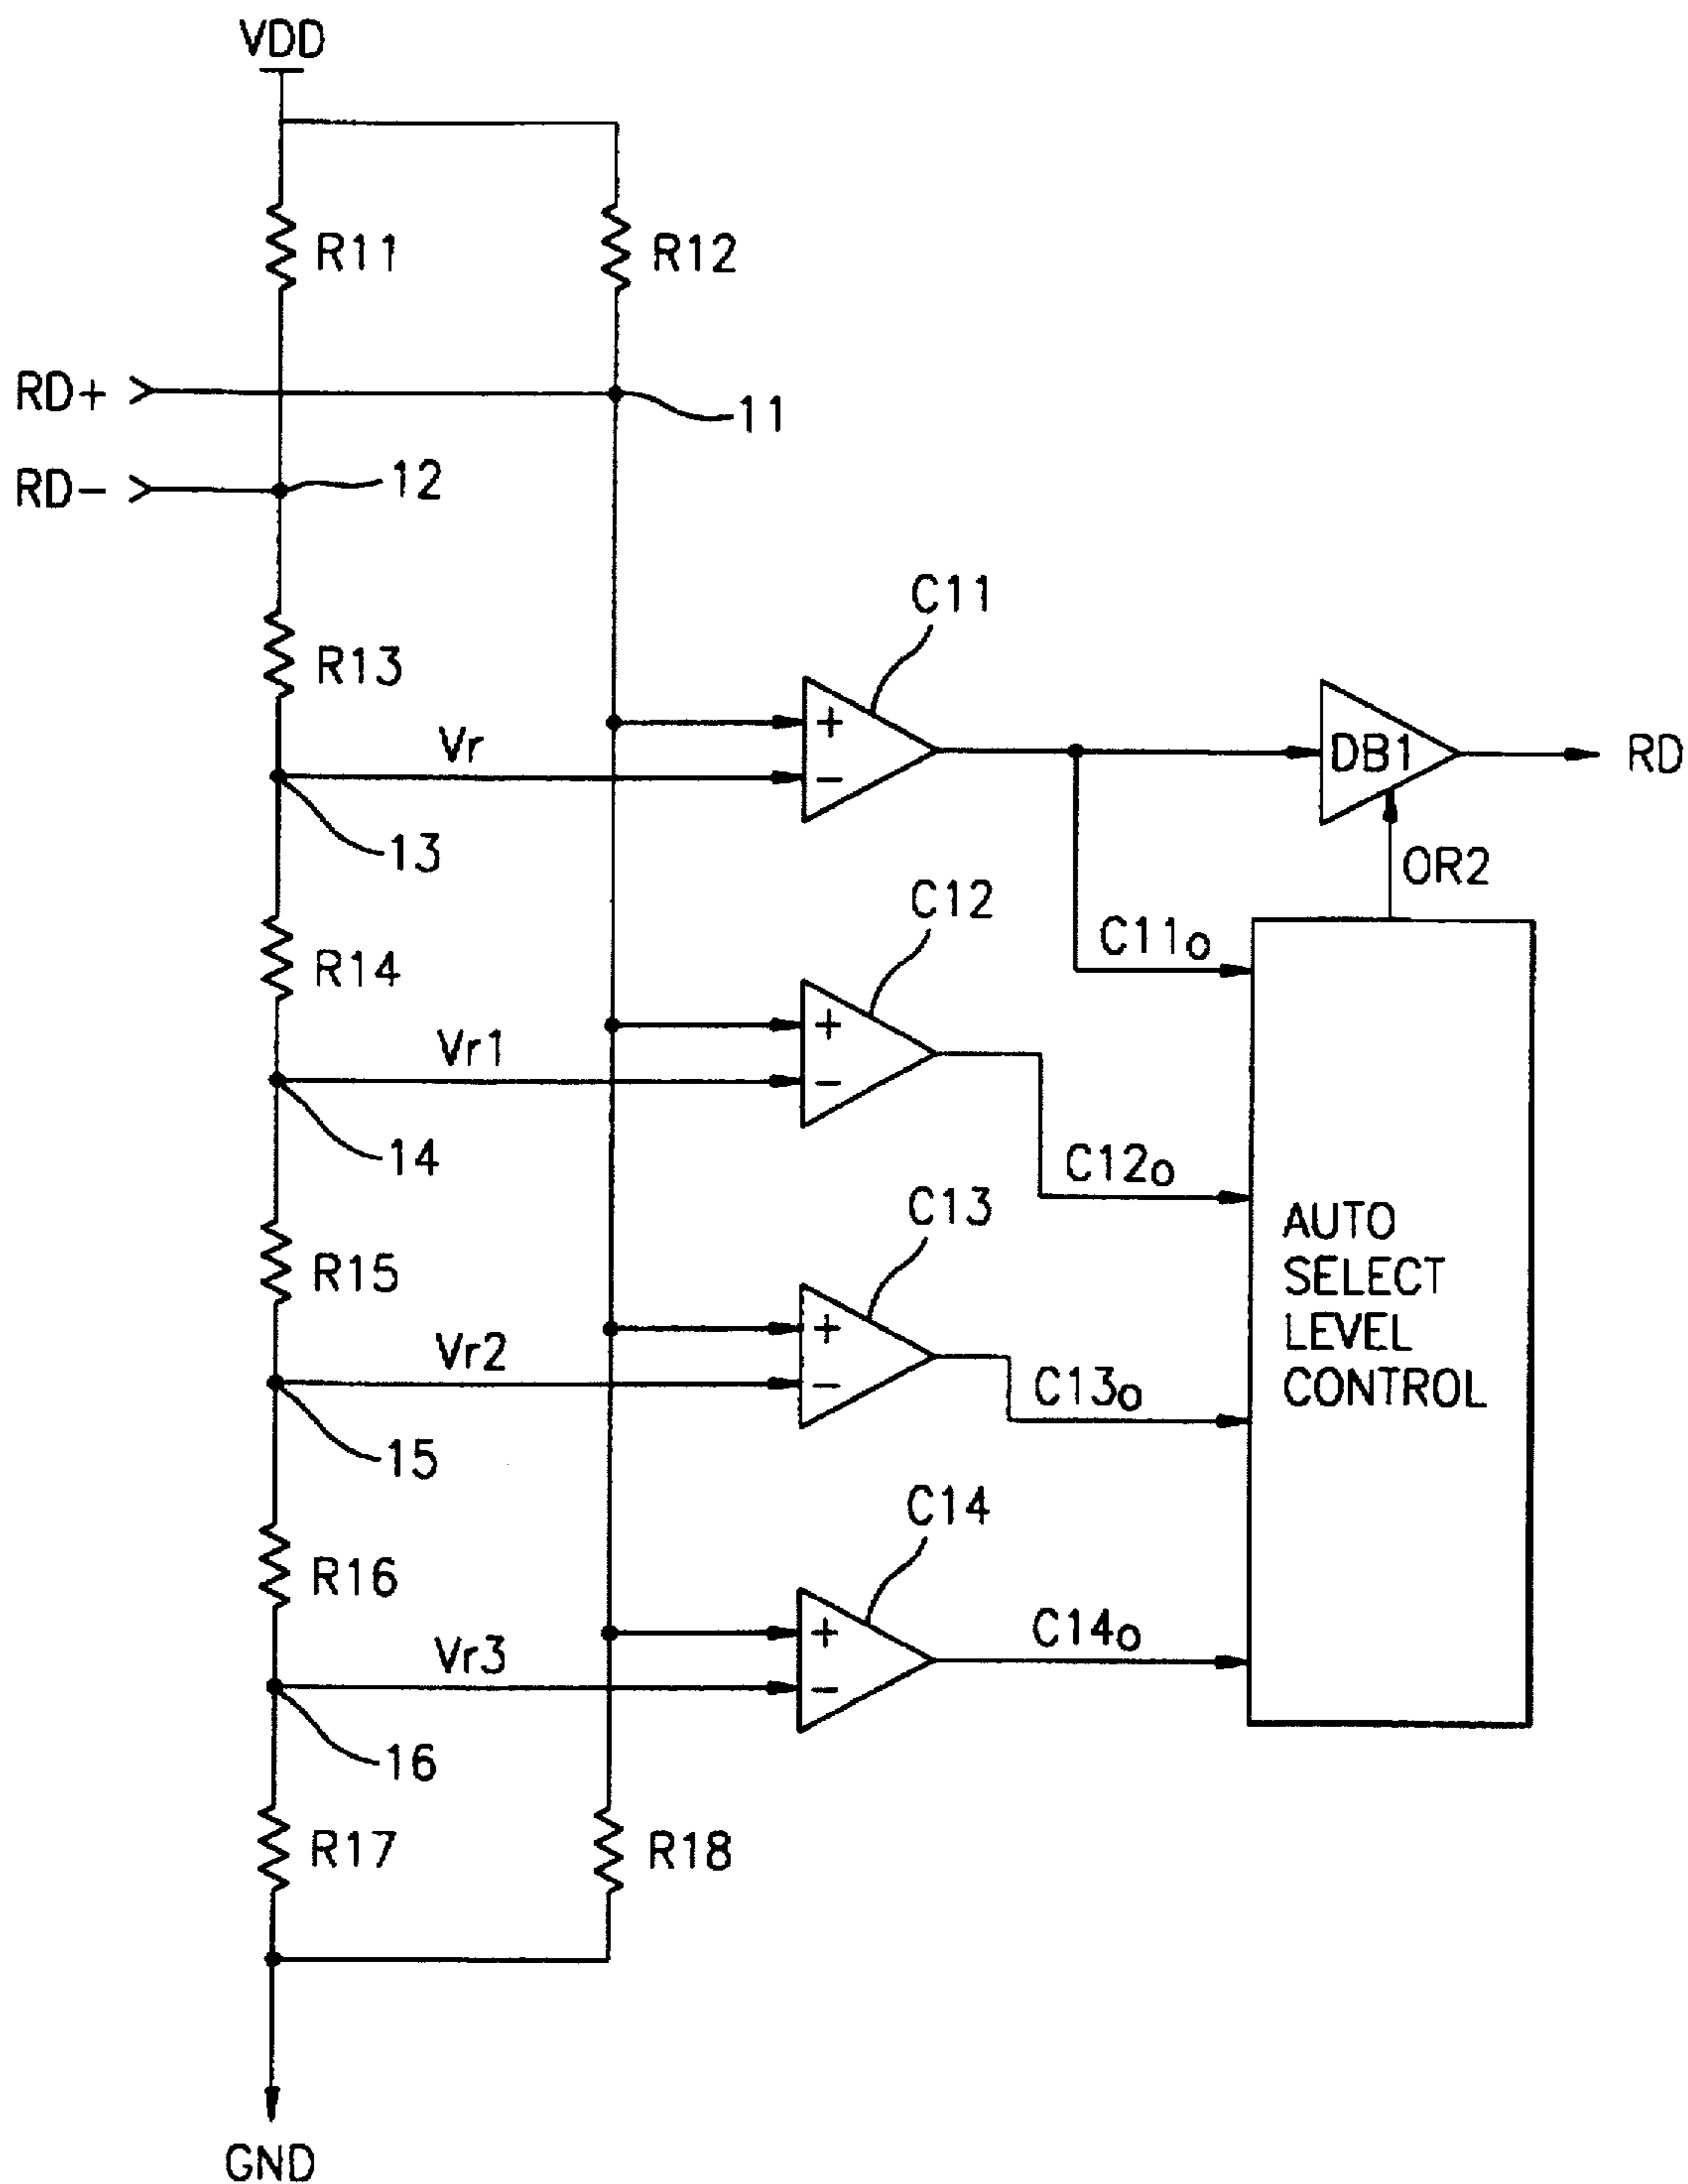 VDD
R11
R12
RD+
11
RD-
12
C11
R13
+
Vr
-
DB1
RD
13
OR2
C12
C11o
R14
+
Vr1
-
14
C12o
C13
AUTO
SELECT
LEVEL
CONTROL
R15
+
Vr2
-
C13o
15
C14
R16
+
C14o
Vr3
-
16
R17
R18
GND